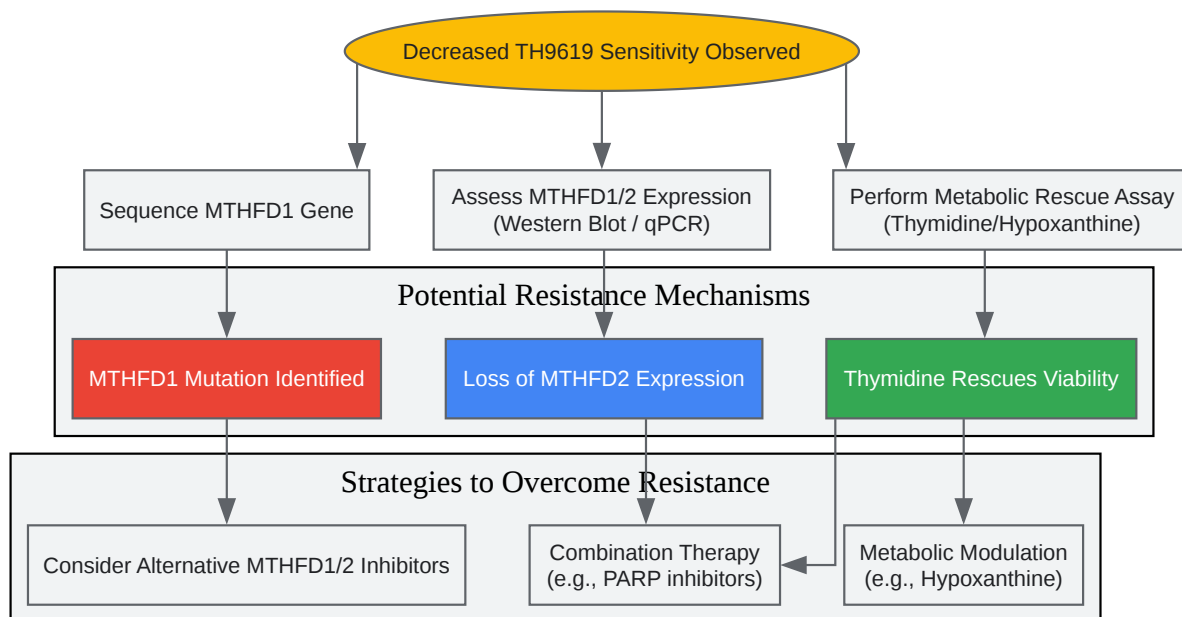 Decreased TH9619 Sensitivity Observed
Sequence MTHFD1 Gene
Assess MTHFD1/2 Expression
(Western Blot / qPCR)
Perform Metabolic Rescue Assay
(Thymidine/Hypoxanthine)
Potential Resistance Mechanisms
MTHFD1 Mutation Identified
Loss of MTHFD2 Expression
Thymidine Rescues Viability
Strategies to Overcome Resistance
Consider Alternative MTHFD1/2 Inhibitors
Combination Therapy
(e.g., PARP inhibitors)
Metabolic Modulation
(e.g., Hypoxanthine)